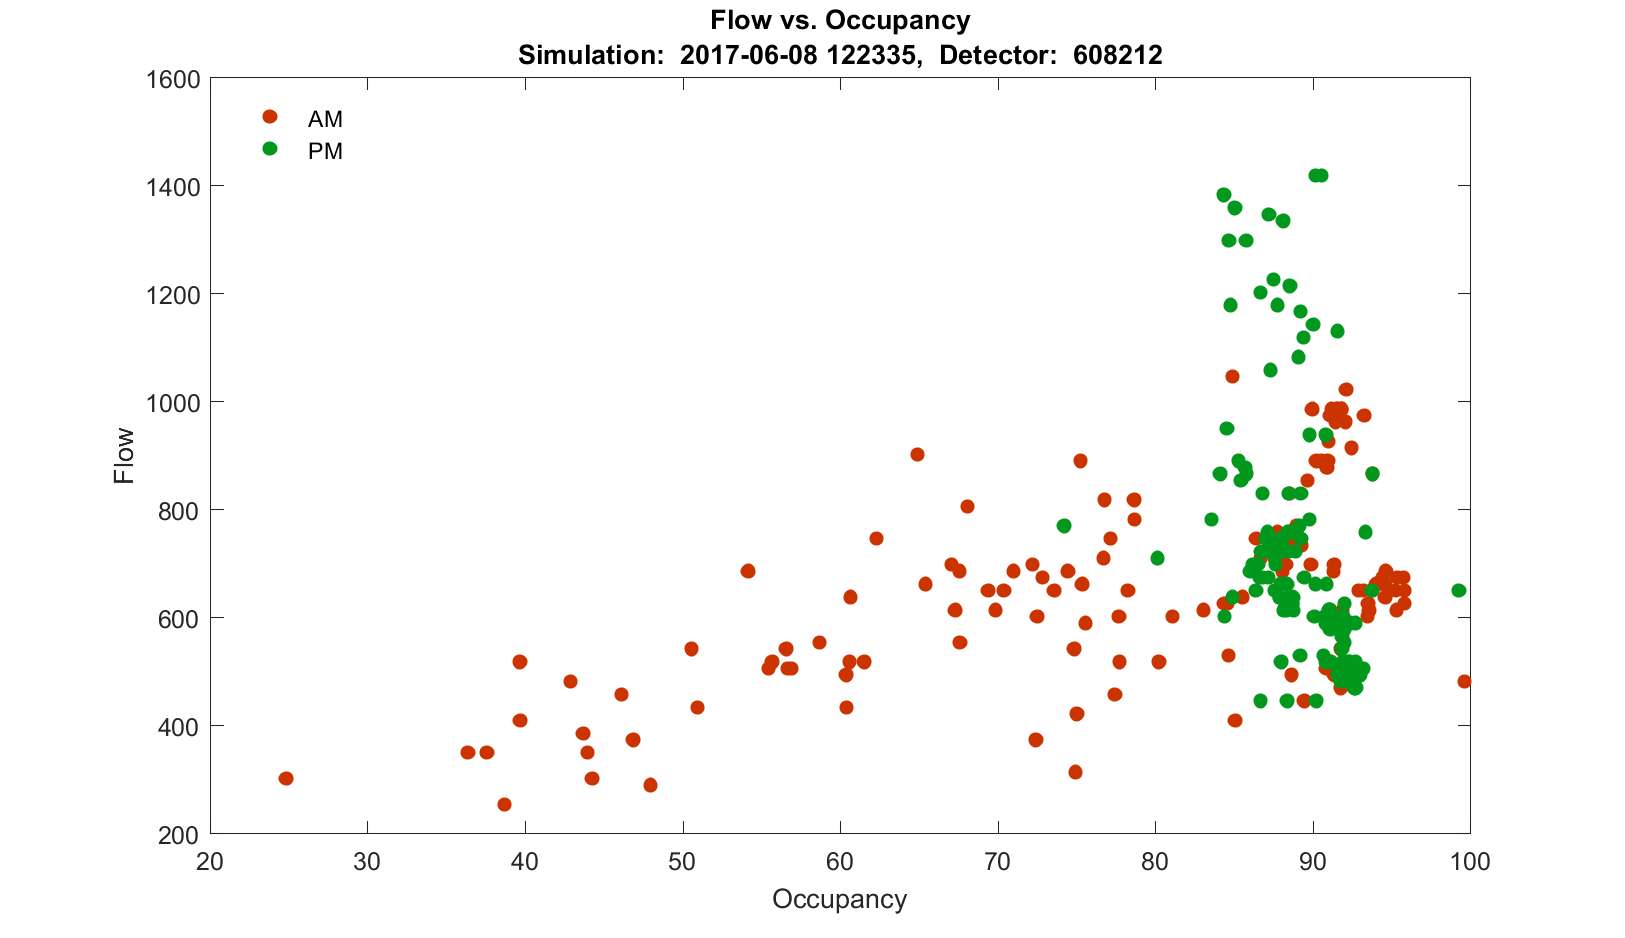 Flow vs. Occupancy
Simulation:  2017-06-08 122335,  Detector:  608212
1600
1400
1200
1000
800
600
400
200
Flow
AM
PM
20 30 40 50 60 70 80 90 100
Occupancy